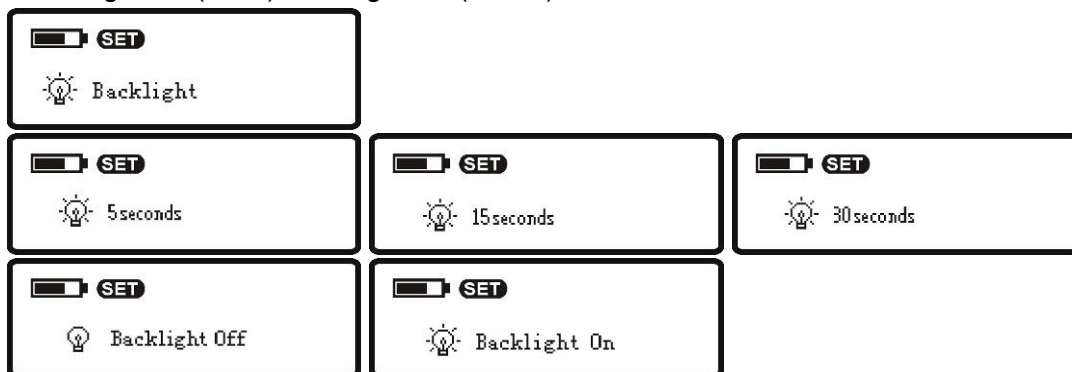 SET
Backlight
SET
5seconds
SET
15seconds
SET
30seconds
SET
Backlight Off
SET
Backlight On